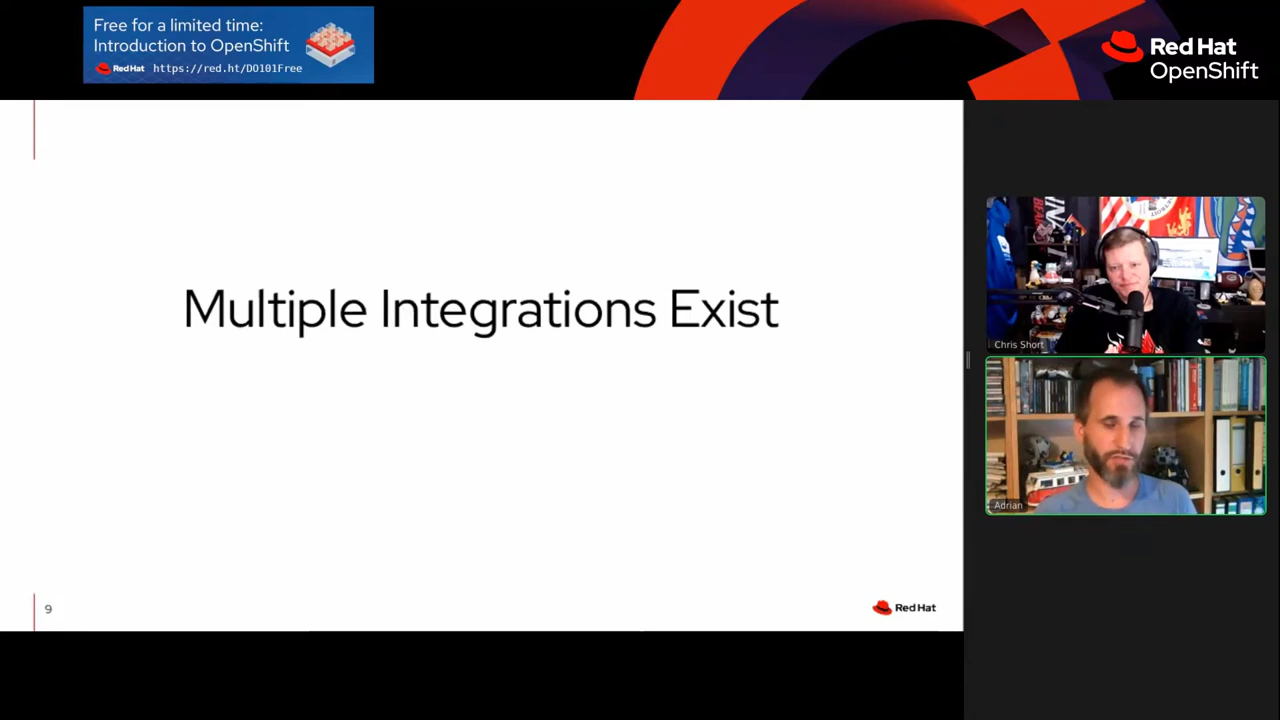 Free for a limited time:
Introduction to OpenShift
Red Hat https://red.ht/DO101Free
Red Hat
OpenShift
Multiple Integrations Exist
Chris Short
Adrian
9
Red Hat